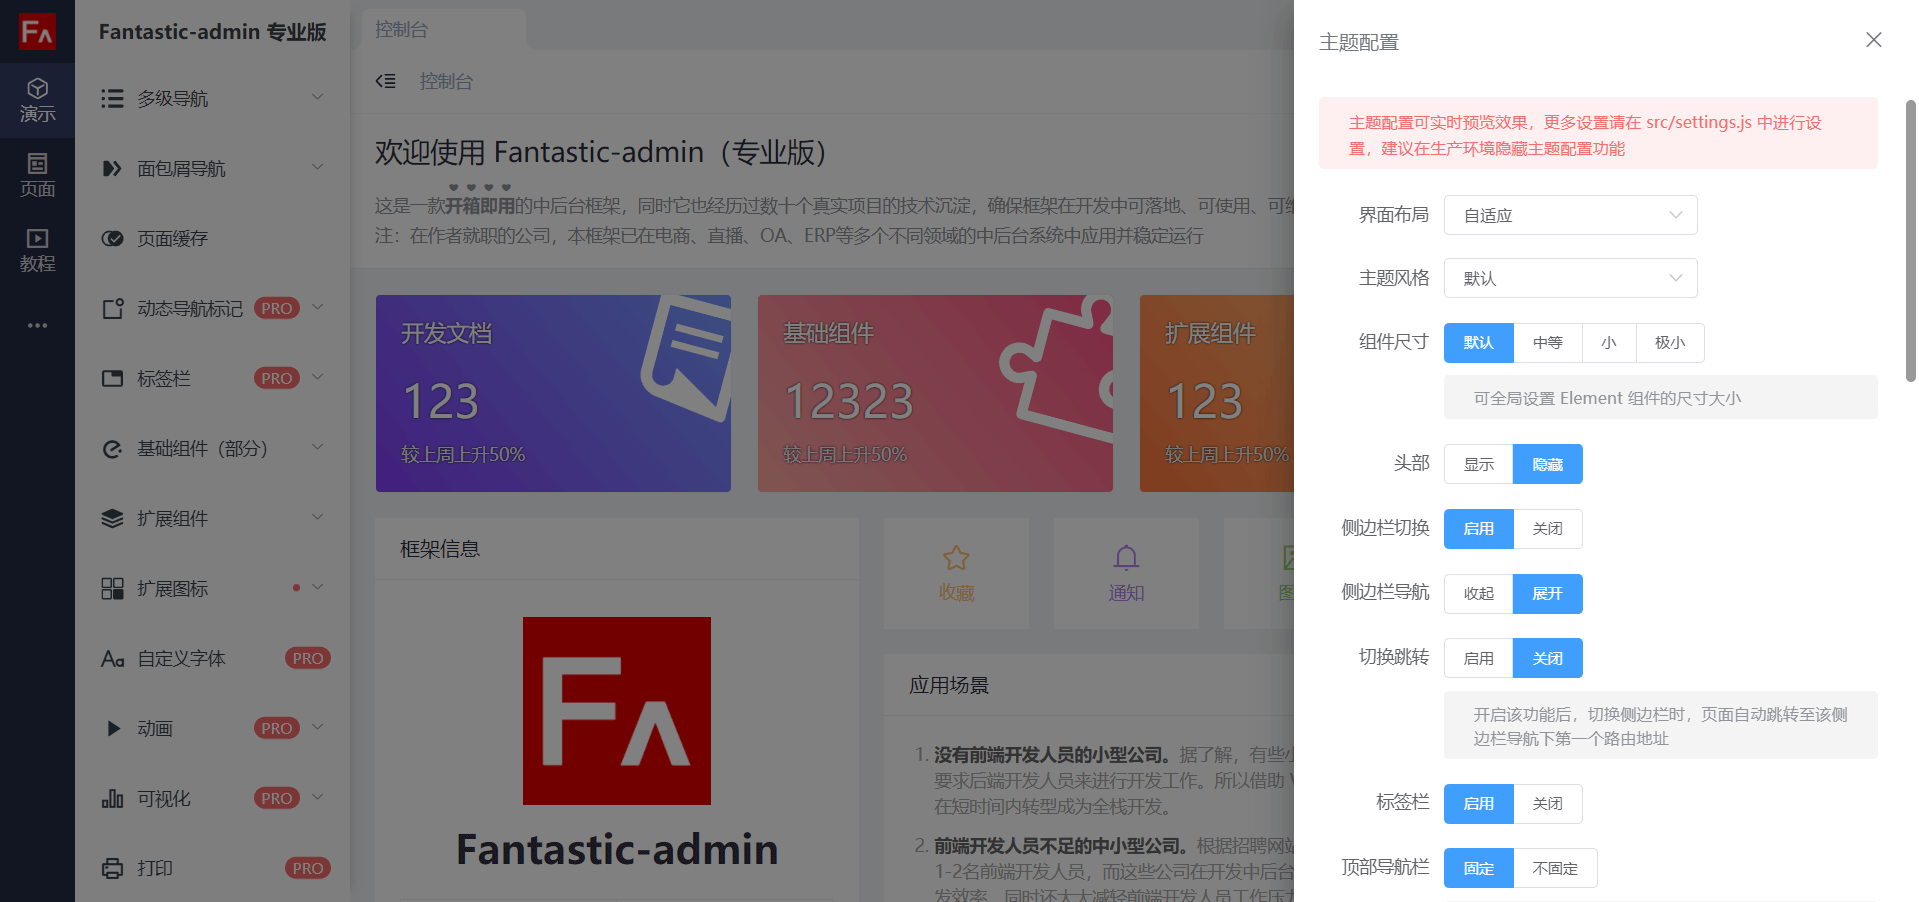 FA
演示
页面
教程
Fantastic-admin 专业版
多级导航
面包屑导航
页面缓存
动态导航标记 PRO
标签栏 PRO
基础组件（部分）
扩展组件
扩展图标
自定义字体 PRO
动画 PRO
可视化 PRO
打印 PRO
控制台
控制台
欢迎使用 Fantastic-admin（专业版）
这是一款开箱即用的中后台框架，同时它也经历过数十个真实项目的技术沉淀，确保框架在开发中可落地、可使用、可
注：在作者就职的公司，本框架已在电商、直播、OA、ERP等多个不同领域的中后台系统中应用并稳定运行
开发文档
123
较上周上升50%
基础组件
12323
较上周上升50%
扩展组件
123
较上周上升50%
框架信息
FA
Fantastic-admin
收藏
通知
应用场景
1. 没有前端开发人员的小型公司。据了解，有些
要求后端开发人员来进行开发工作。所以借助
在短时间内转型成为全栈开发。
2. 前端开发人员不足的中小型公司。根据招聘网站
1-2名前端开发人员，而这些公司在开发中后台
发效率，同时还大大减轻前端开发人员工作压
主题配置
主题配置可实时预览效果，更多设置请在 src/settings.js 中进行设
置，建议在生产环境隐藏主题配置功能
界面布局 自适应
主题风格 默认
组件尺寸 默认 中等 小 极小
可全局设置 Element 组件的尺寸大小
头部 显示 隐藏
侧边栏切换 启用 关闭
侧边栏导航 收起 展开
切换跳转 启用 关闭
开启该功能后，切换侧边栏时，页面自动跳转至该侧
边栏导航下第一个路由地址
标签栏 启用 关闭
顶部导航栏 固定 不固定